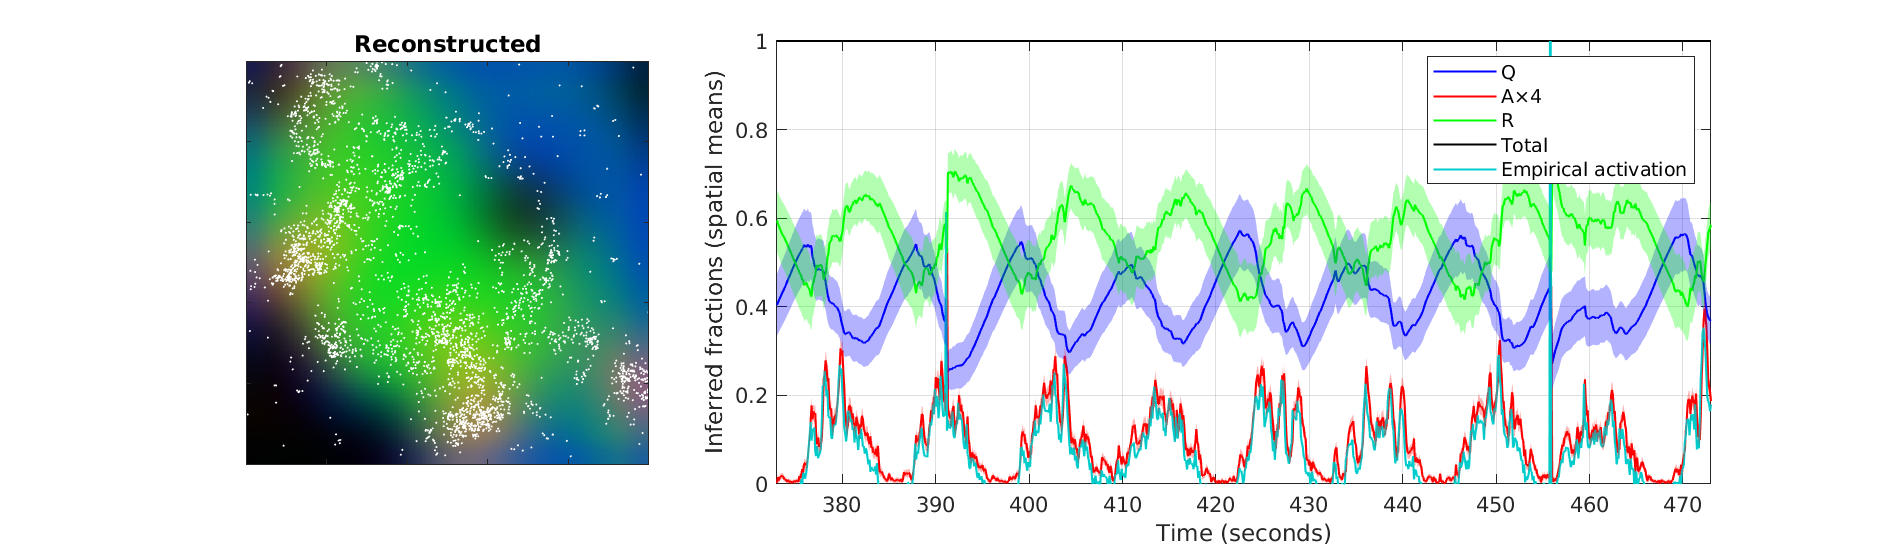 Reconstructed
Inferred fractions (spatial means)
1
0.8
0.6
0.4
0.2
0
Q
A×4
R
Total
Empirical activation
380 390 400 410 420 430 440 450 460 470
Time (seconds)